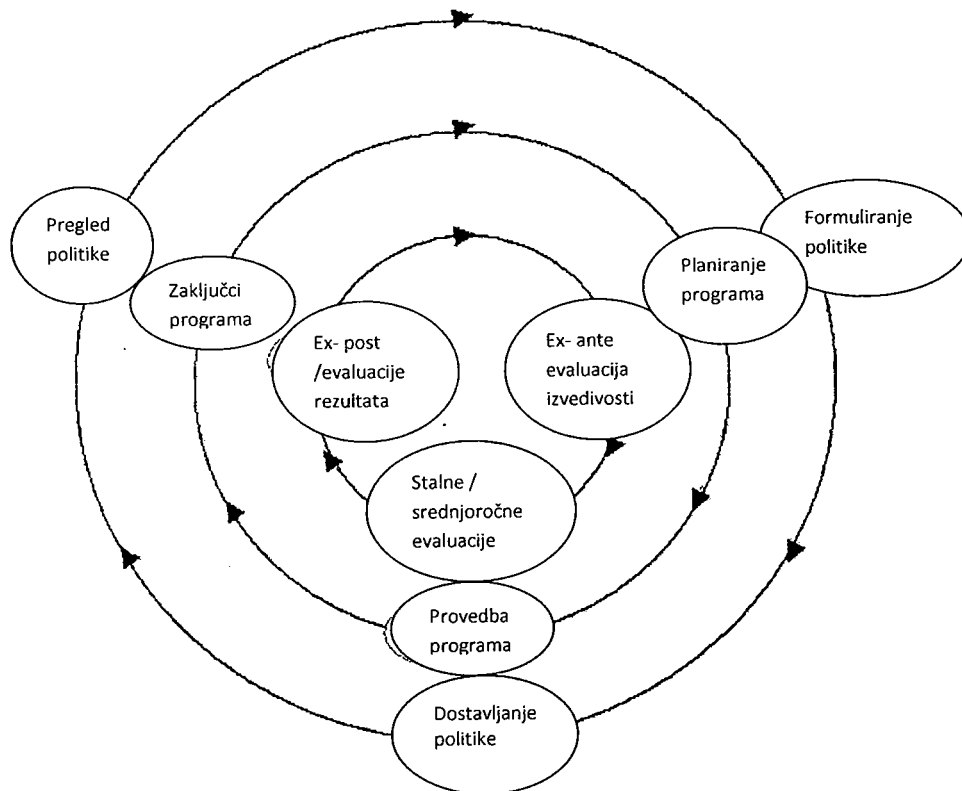 Pregled
politike
Formuliranje
politike
Planiranje
programa
Zaključci
programa
Ex- post
/evaluacije
rezultata
Ex- ante
evaluacija
izvedivosti
Stalne /
srednjoročne
evaluacije
Provedba
programa
Dostavljanje
politike